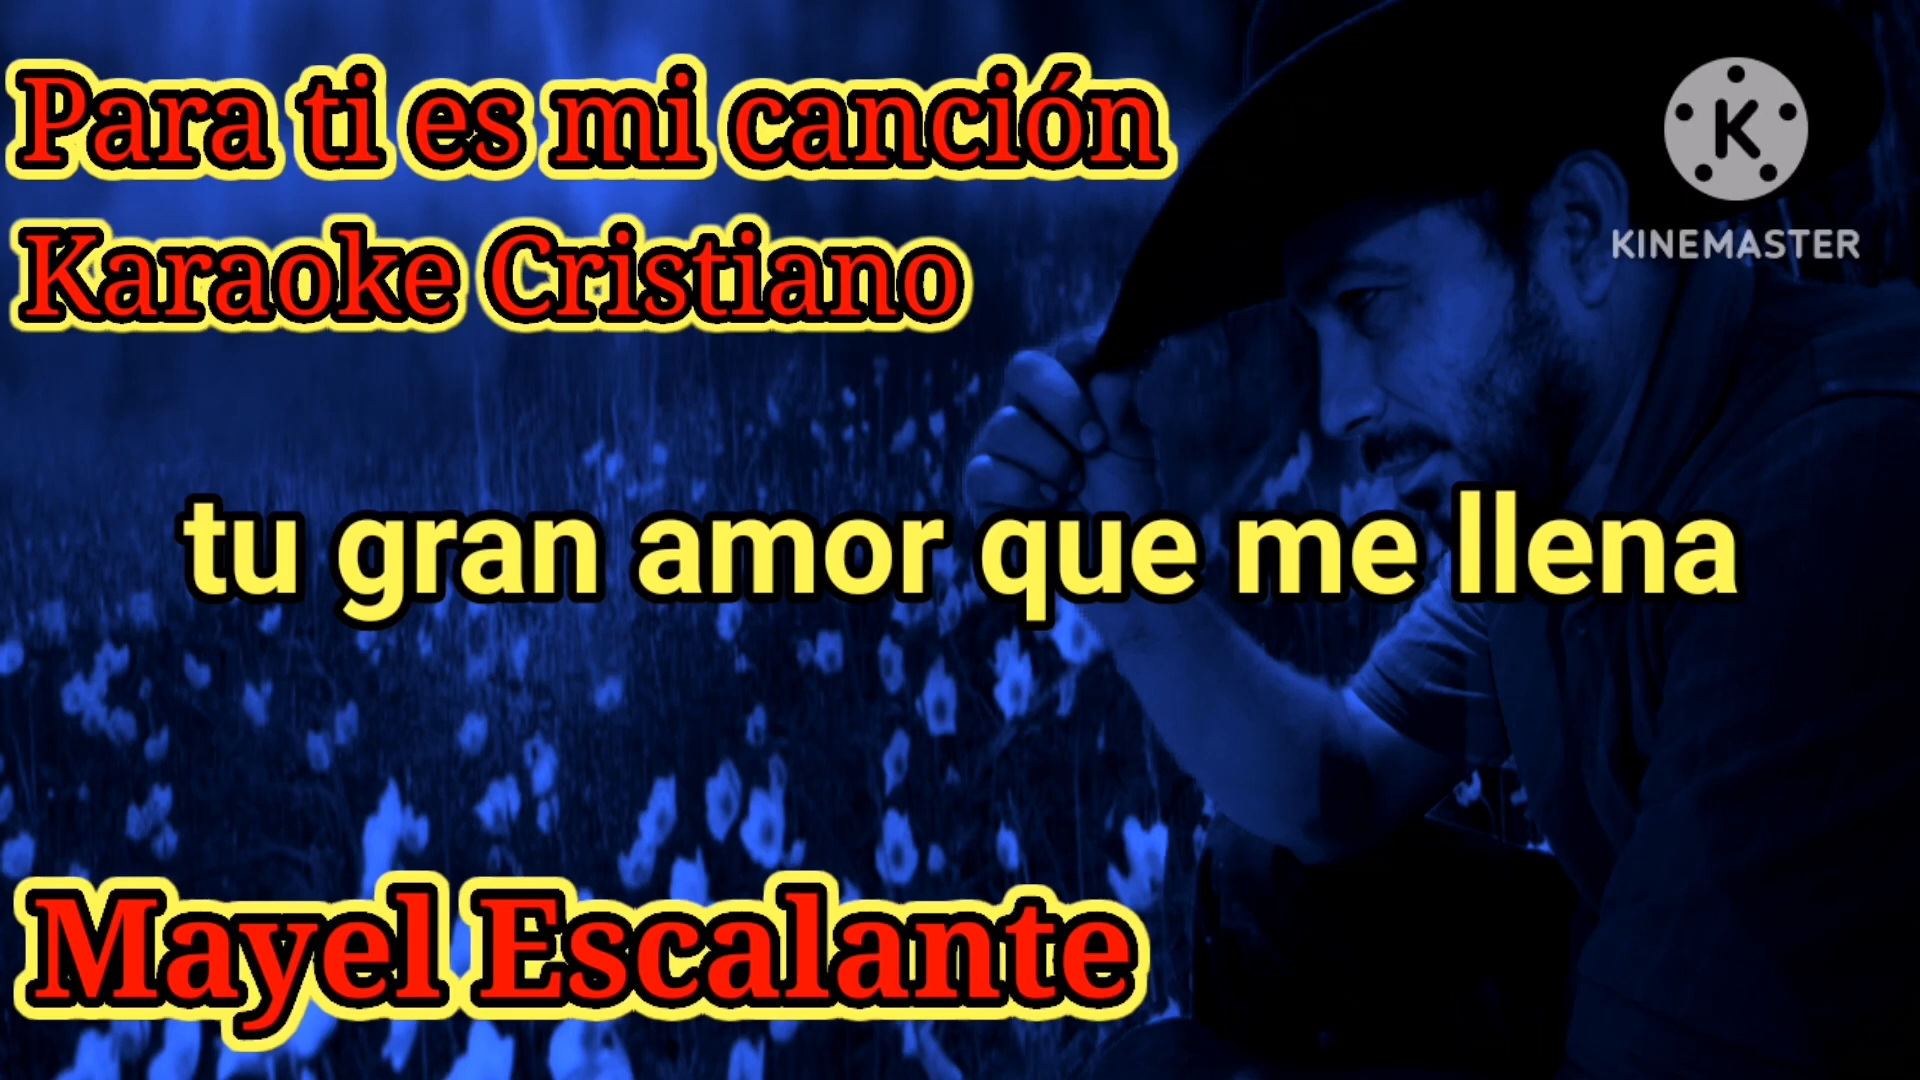 Para ti es mi canción
Karaoke Cristiano
K
KINEMASTER
tu gran amor que me llena
Mayel Escalante